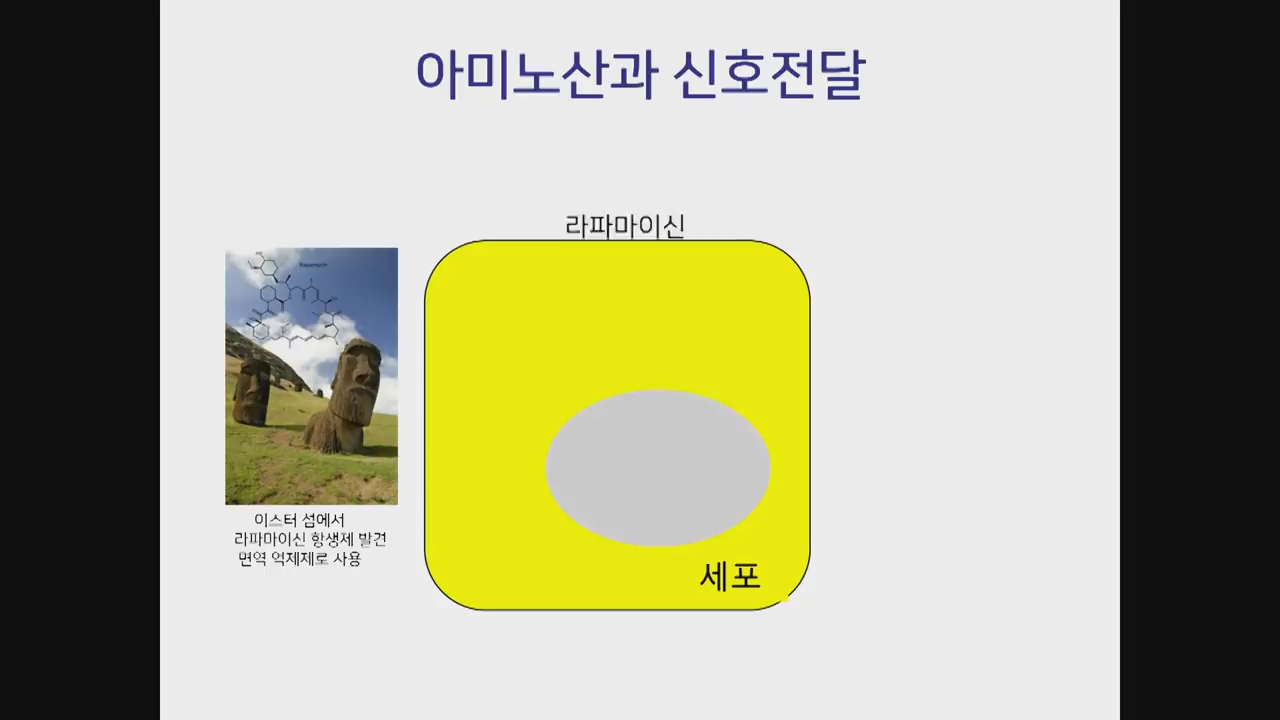 아미노산과 신호전달
라파마이신
Rapamycin
이스터 섬에서
라파마이신 항생제 발견
면역 억제제로 사용
세포